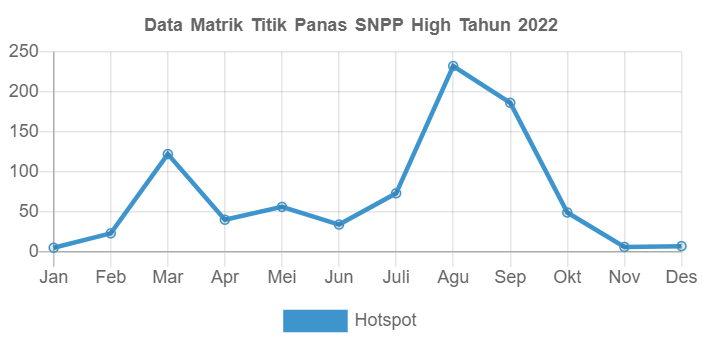 Data Matrik Titik Panas SNPP High Tahun 2022
250
200
150
100
50
0
Jan Feb Mar Apr Mei Jun Juli Agu Sep Okt Nov Des
Hotspot